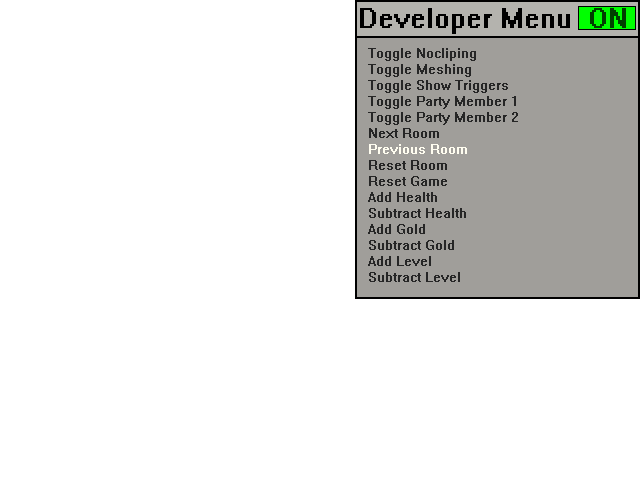 Developer Menu ON
Toggle Nocliping
Toggle Meshing
Toggle Show Triggers
Toggle Party Member 1
Toggle Party Member 2
Next Room
Previous Room
Reset Room
Reset Game
Add Health
Subtract Health
Add Gold
Subtract Gold
Add Level
Subtract Level